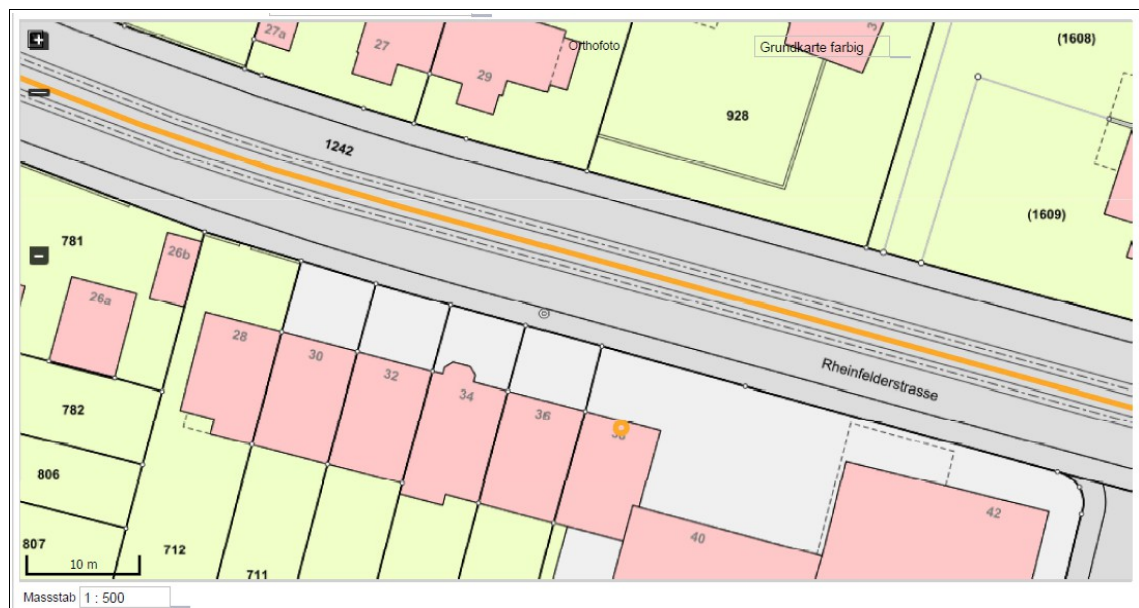 27a
27
Orthofoto
3
Grundkarte farbig
(1608)
29
928
1242
(1609)
781
26b
26a
28
30
32
34
36
Rheinfelderstrasse
782
806
807
712
711
40
42
10 m
Massstab 1 : 500